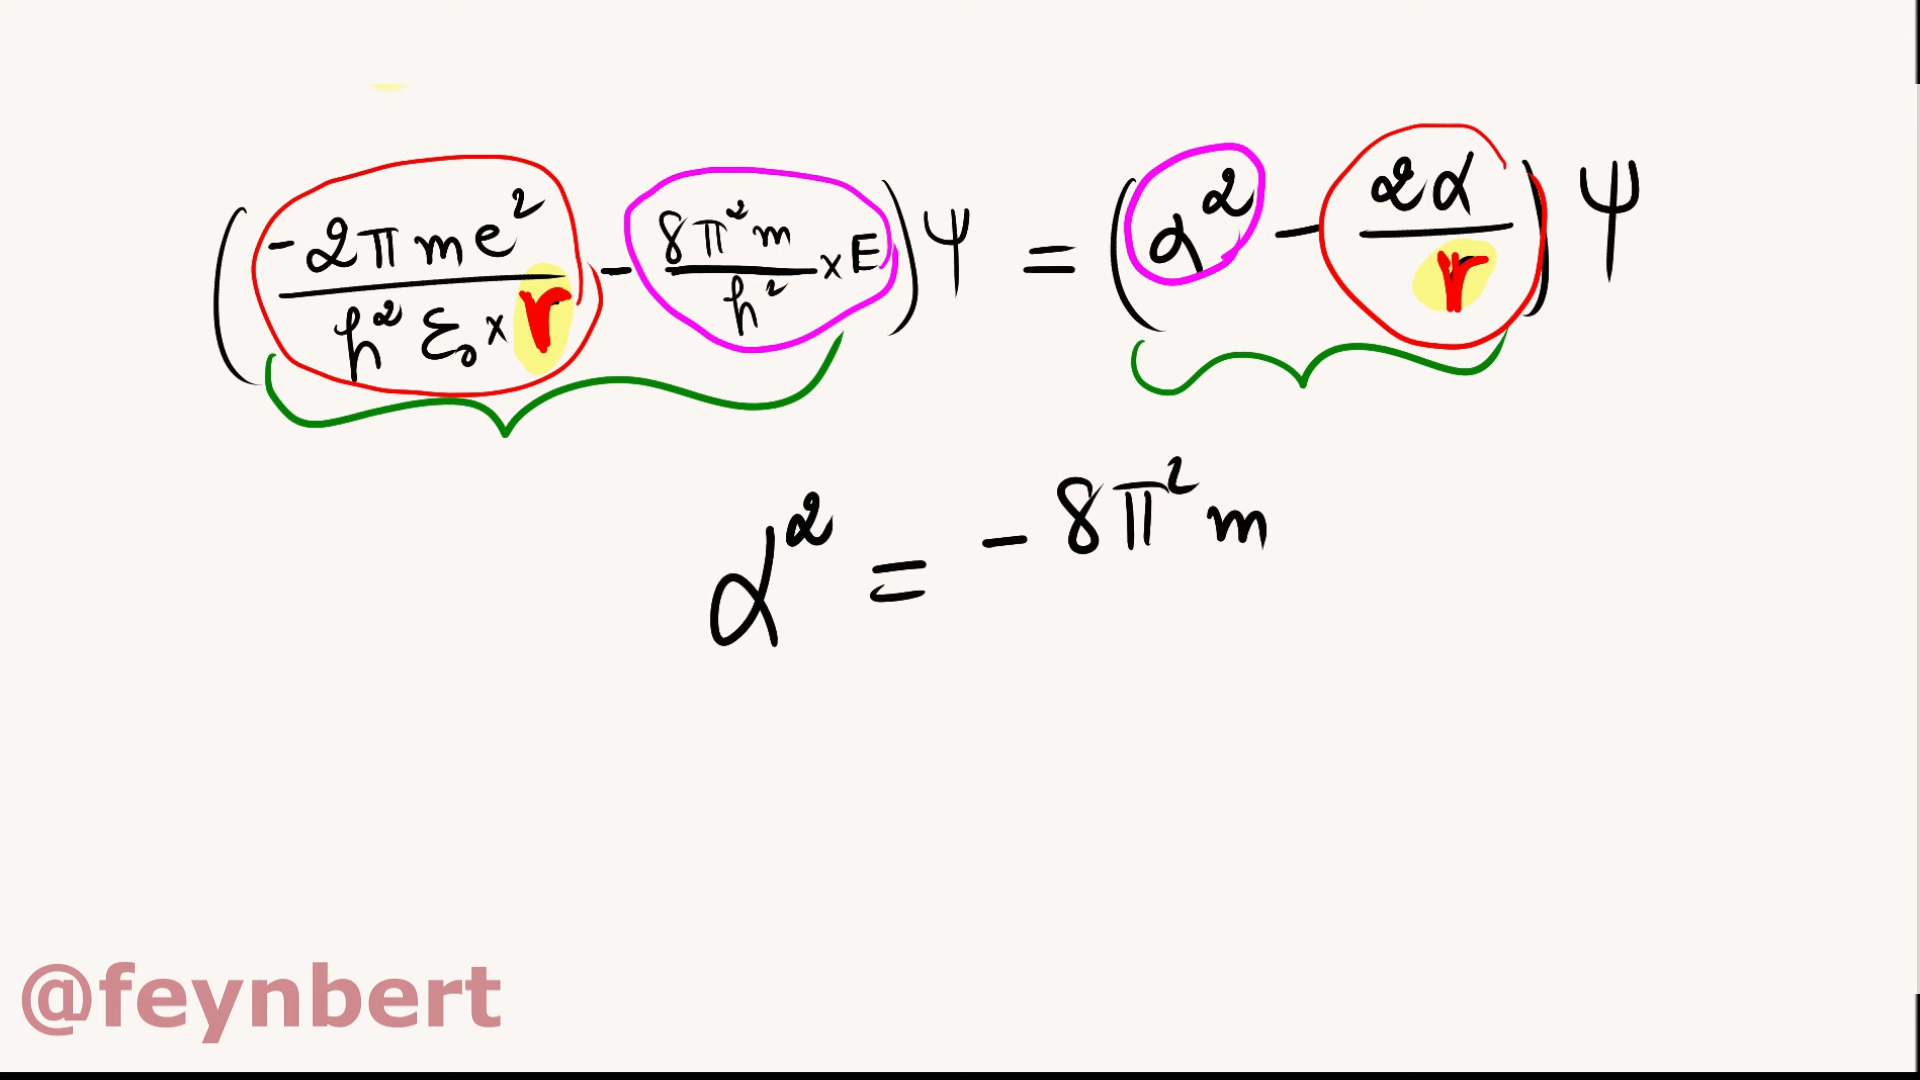 (-2πme²/h²ε₀×r - 8π²m/h² ×E)Ψ = (α² - 2α/r)Ψ
α² = -8π²m
@feynbert